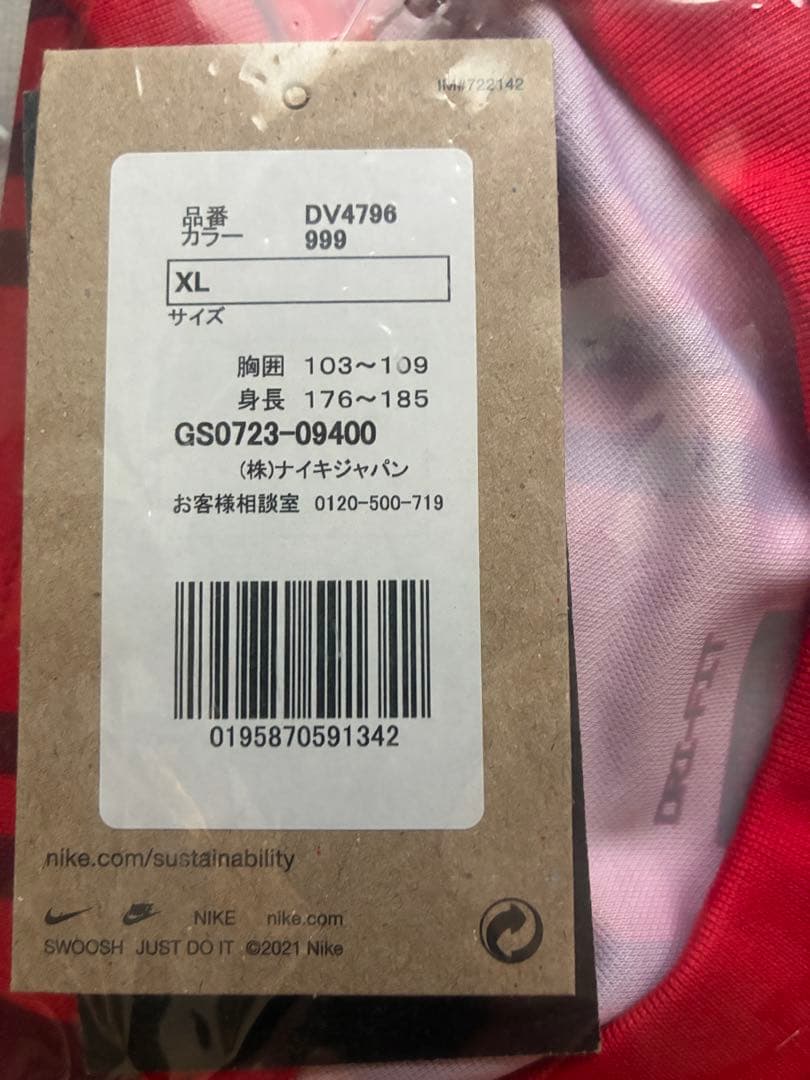 IM#722142
品番 DV4796
カラー 999
XL
サイズ
胸囲 103～109
身長 176～185
GS0723-09400
(株)ナイキジャパン
お客様相談室 0120-500-719
0195870591342
nike.com/sustainability
NIKE nike.com
SWOOSH JUST DO IT ©2021 Nike
DRI-FIT